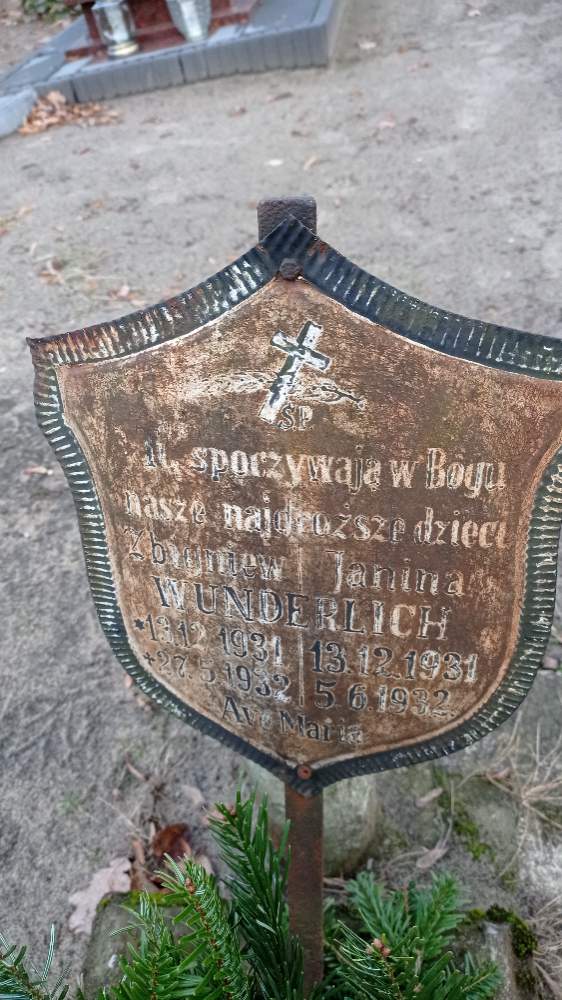 Ś.P
Tu spoczywają w Bogu
nasze najdroższe dzieci
Zbigniew Janina
WUNDERLICH
*13.12 1931 13.12.1931
+27.5.1932. 5.6.1932.
Ave Maria